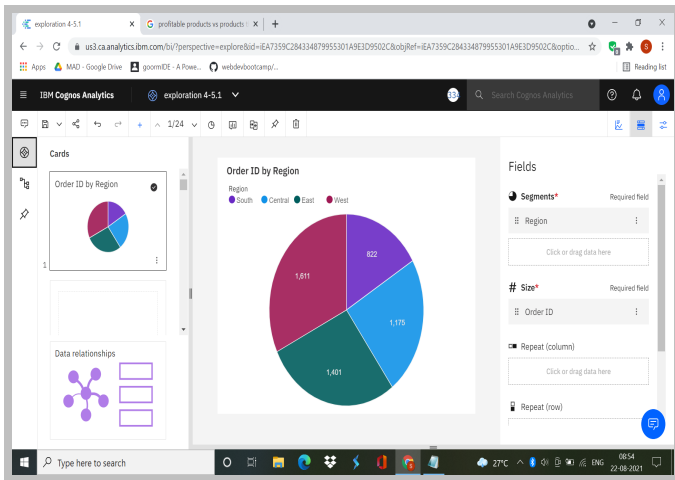 exploration 4-5.1
profitable products vs products t
us3.ca.analytics.ibm.com/bi/?perspective=explore&id=iEA7359C284334879955301A9E3D9502C&objRef=iEA7359C284334879955301A9E3D9502C&optio...
Apps
MAD - Google Drive
goormIDE - A Powe...
webdevbootcamp/...
Reading list
IBM Cognos Analytics
exploration 4-5.1
334
Search Cognos Analytics
1/24
Cards
Order ID by Region
1
Data relationships
Order ID by Region
Region
South Central East West
822
1,175
1,401
1,611
Fields
Segments* Required field
Region
Click or drag data here
Size* Required field
Order ID
Repeat (column)
Click or drag data here
Repeat (row)
Type here to search
27°C
ENG
08:54
22-08-2021